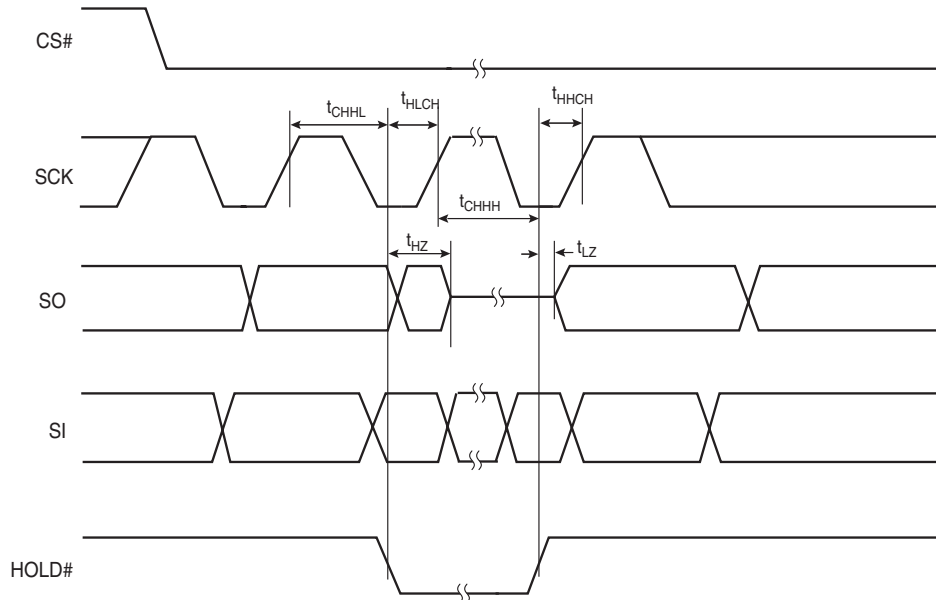 CS#
tCHHL
tHLCH
tHHCH
SCK
tCHHH
tHZ
tLZ
SO
SI
HOLD#